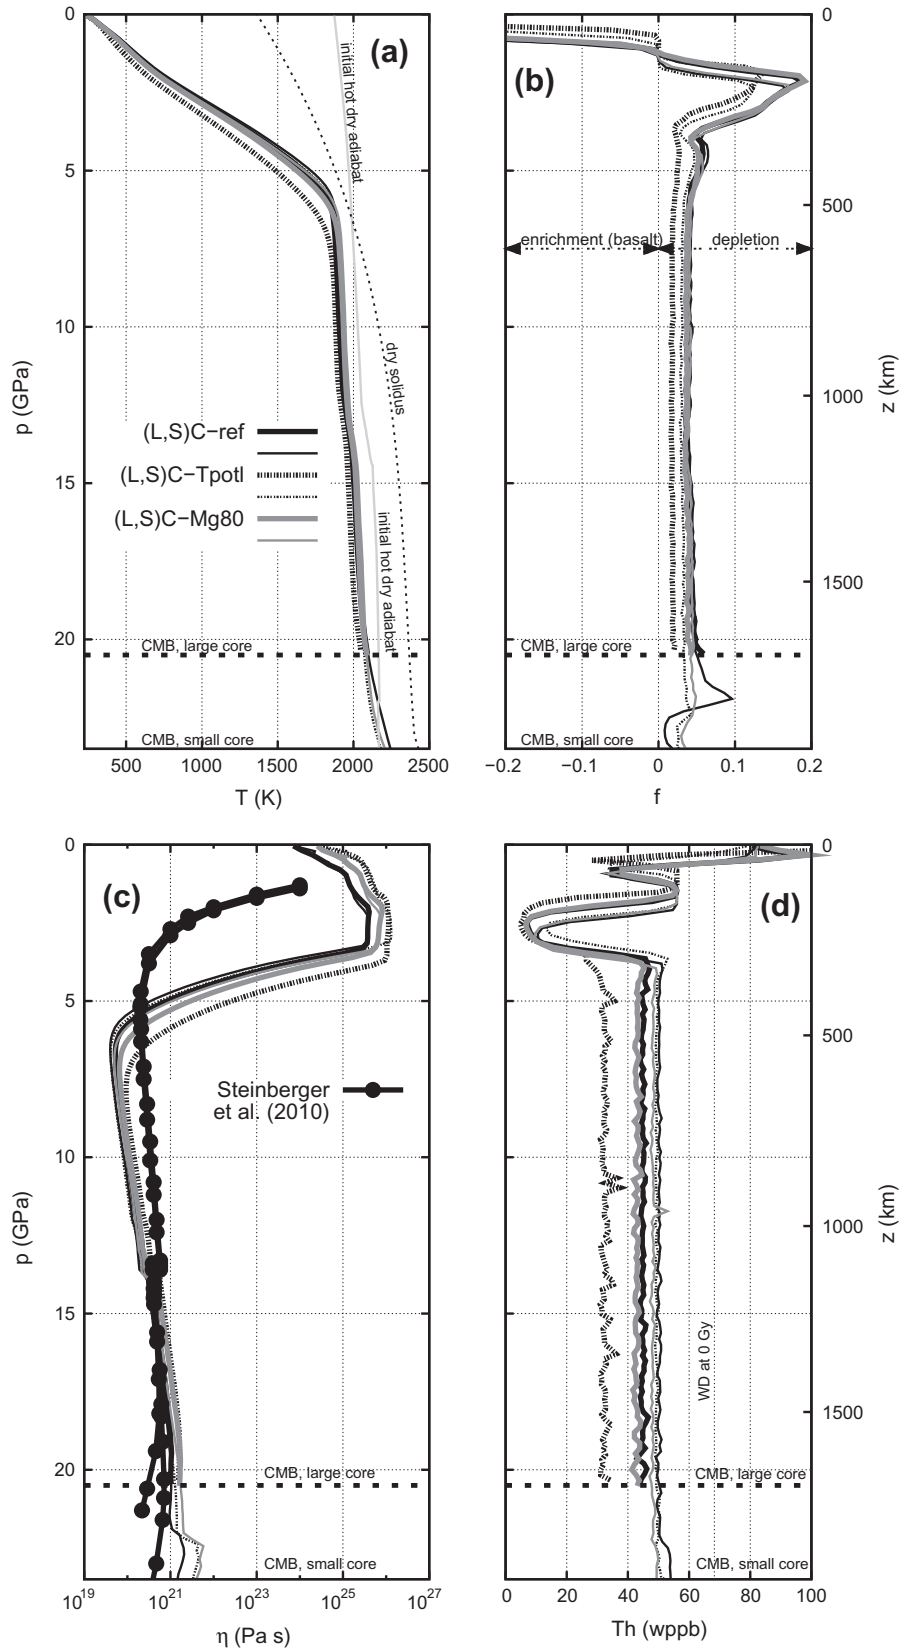 0
5
10
15
20
p (GPa)
(a)
initial hot dry adiabat
dry solidus
initial hot dry adiabat
(L,S)C−ref
(L,S)C−Tpotl
(L,S)C−Mg80
CMB, large core
CMB, small core
500 1000 1500 2000 2500
T (K)
(b)
enrichment (basalt) depletion
CMB, large core
CMB, small core
−0.2 −0.1 0 0.1 0.2
f
0
500
1000
1500
z (km)
0
5
10
15
20
p (GPa)
(c)
Steinberger
et al. (2010)
CMB, large core
CMB, small core
10^19 10^21 10^23 10^25 10^27
η (Pa s)
(d)
WD at 0 Gy
CMB, large core
CMB, small core
0 20 40 60 80 100
Th (wppb)
0
500
1000
1500
z (km)